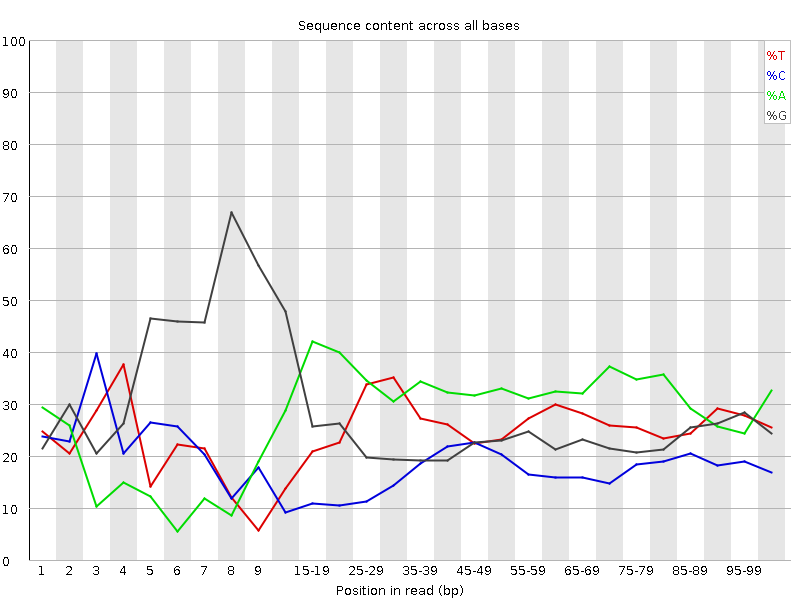 Sequence content across all bases
100
90
80
70
60
50
40
30
20
10
0
%T
%C
%A
%G
1 2 3 4 5 6 7 8 9 15-19 25-29 35-39 45-49 55-59 65-69 75-79 85-89 95-99
Position in read (bp)